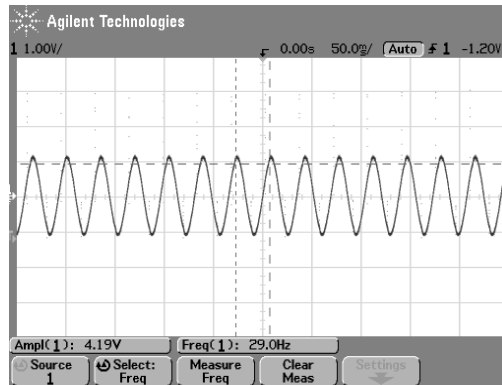 Agilent Technologies
1 1.00V/ 0.00s 50.0㎳/ Auto 1 -1.20V
Ampl(1): 4.19V Freq(1): 29.0Hz
Source 1 Select: Freq Measure Freq Clear Meas Settings